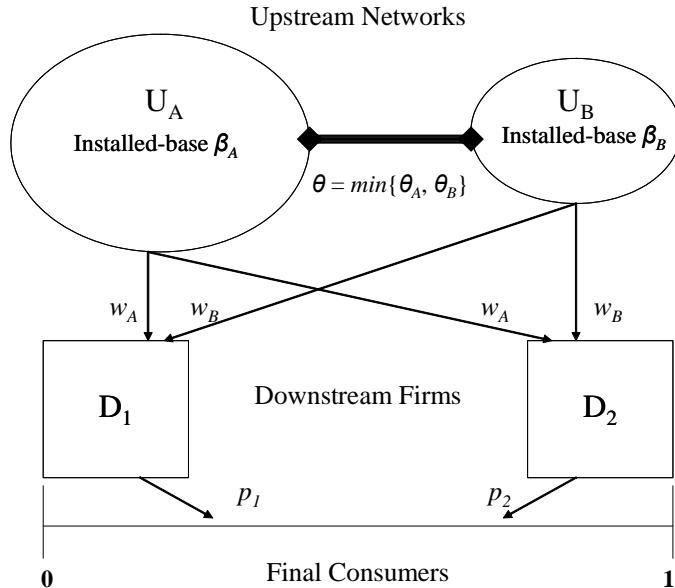 Upstream Networks
U_A
Installed-base β_A
U_B
Installed-base β_B
θ = min{θ_A, θ_B}
w_A
w_B
w_A
w_B
D_1
Downstream Firms
D_2
p_1
p_2
0
Final Consumers
1